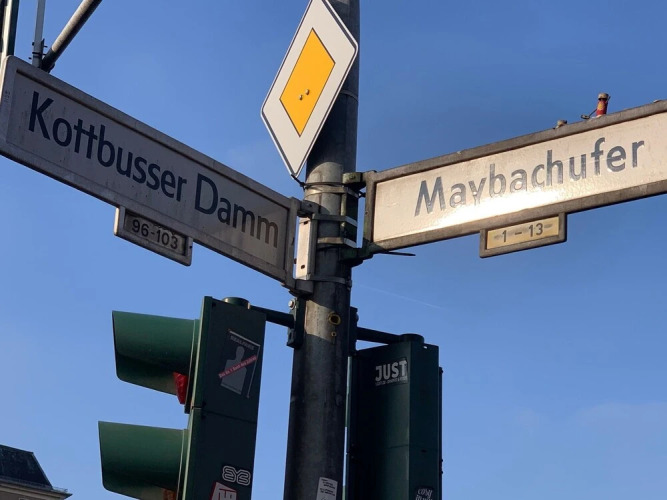 Kottbusser Damm
96-103
Maybachufer
1 - 13
JUST